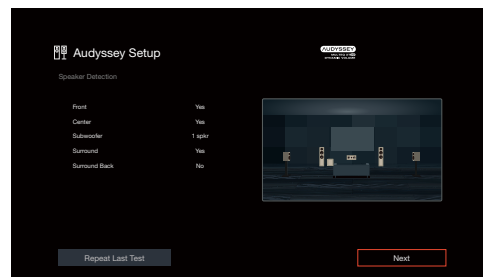 Audyssey Setup
AUDYSSEY
Speaker Detection
Front Yes
Center Yes
Subwoofer 1 spkr
Surround Yes
Surround Back No
Repeat Last Test
Next